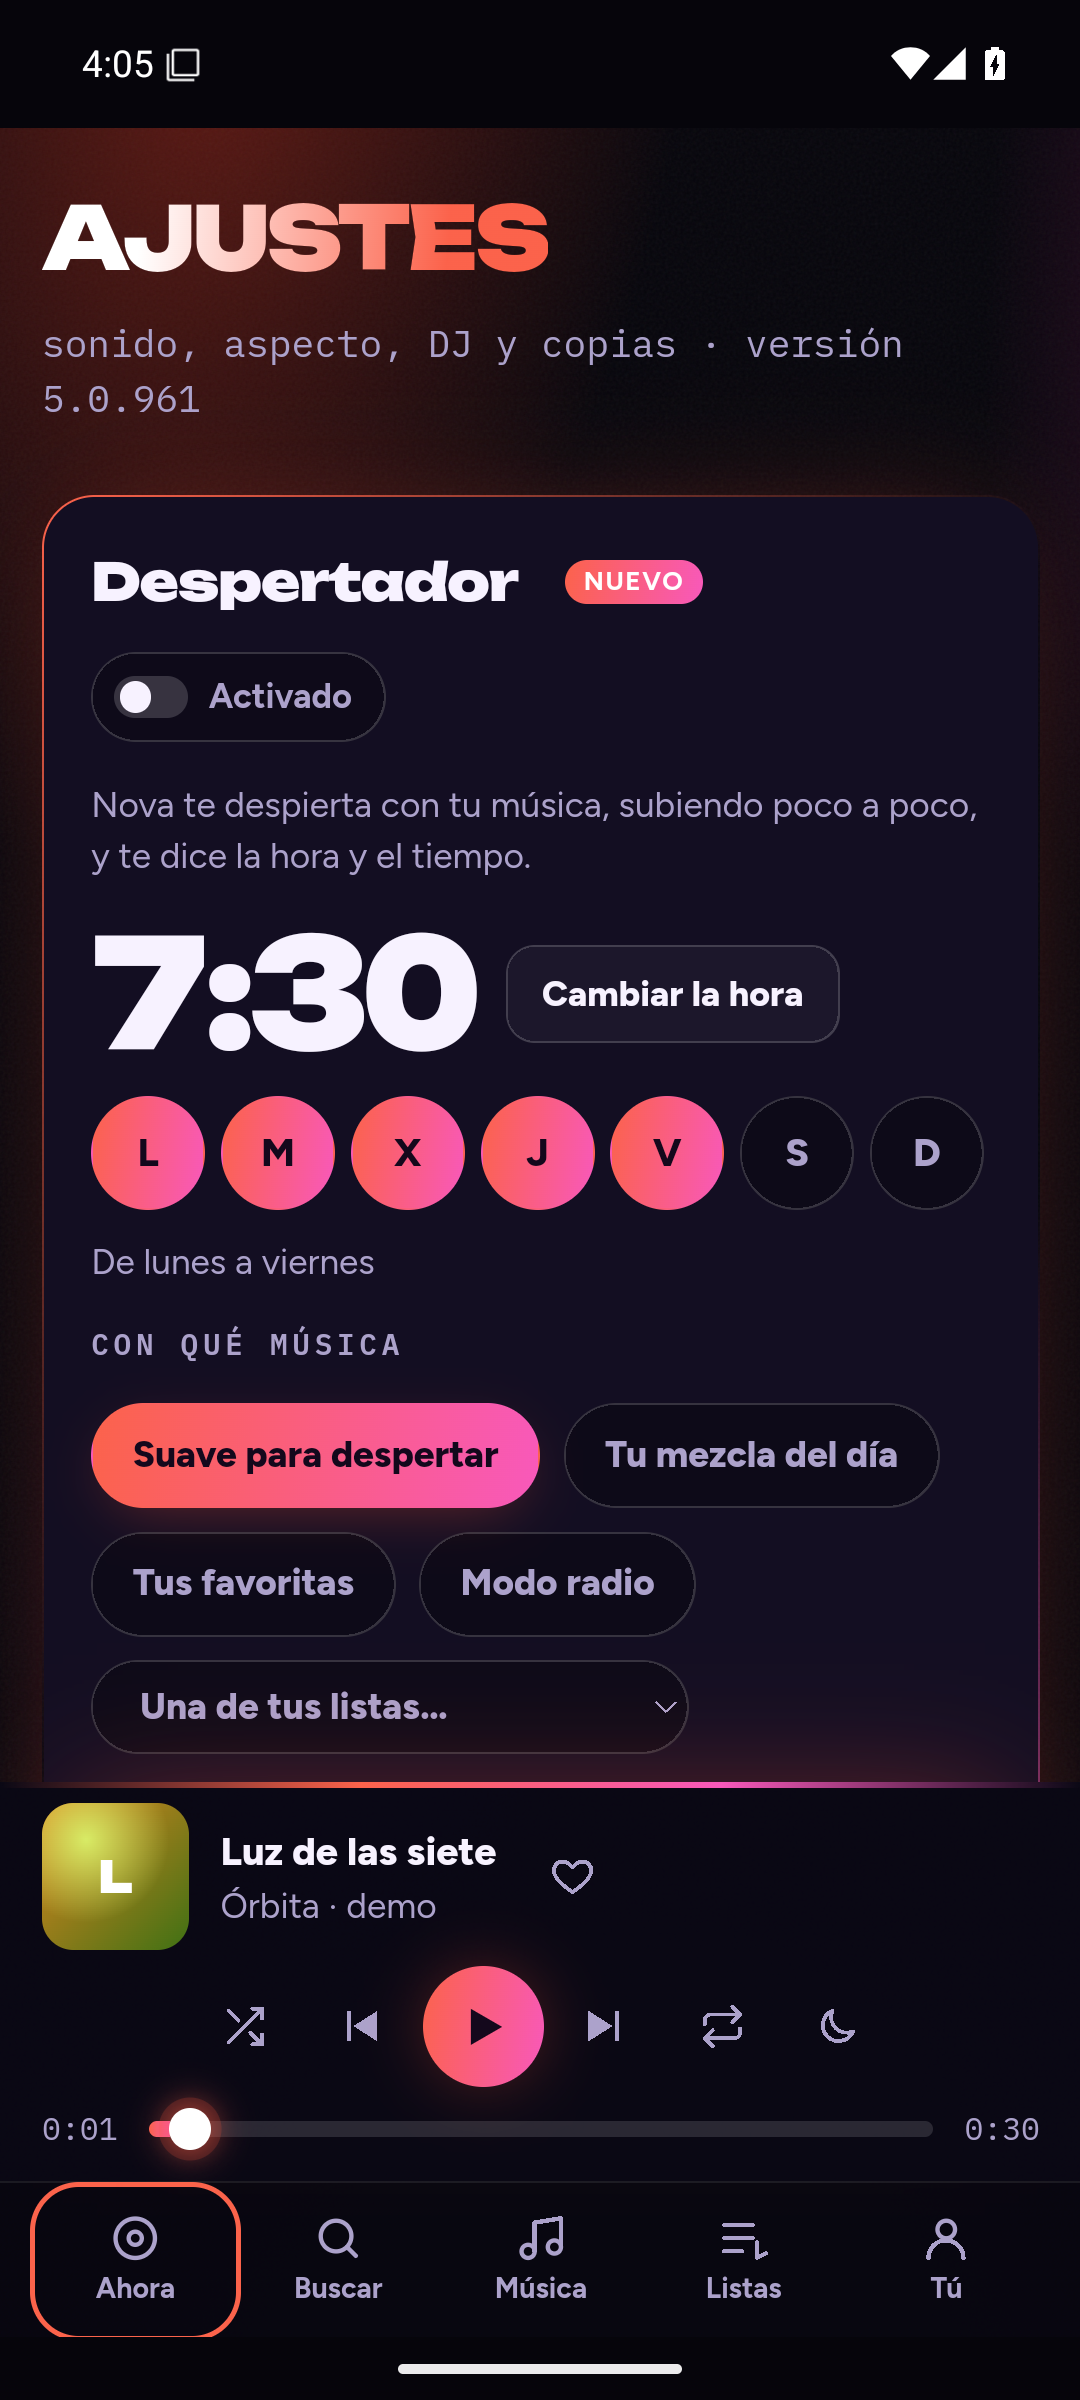 4:05
AJUSTES
sonido, aspecto, DJ y copias · versión
5.0.961
Despertador NUEVO
Activado
Nova te despierta con tu música, subiendo poco a poco,
y te dice la hora y el tiempo.
7:30 Cambiar la hora
L M X J V S D
De lunes a viernes
CON QUÉ MÚSICA
Suave para despertar Tu mezcla del día
Tus favoritas Modo radio
Una de tus listas...
L
Luz de las siete
Órbita · demo
0:01 0:30
Ahora Buscar Música Listas Tú